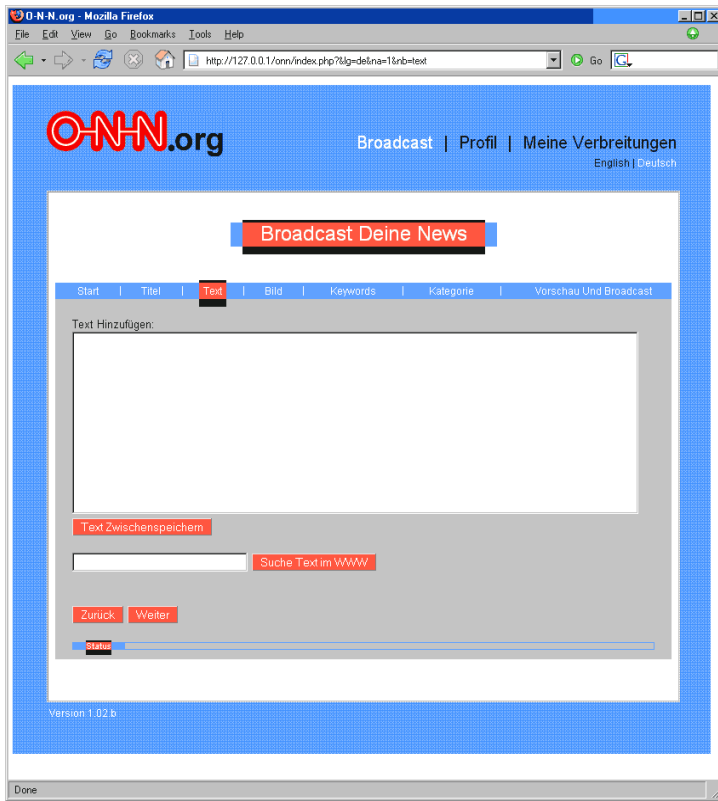 O-N-N.org - Mozilla Firefox
File Edit View Go Bookmarks Tools Help
http://127.0.0.1/onn/index.php?&lg=de&na=1&nb=text Go G
O-N-N.org
Broadcast | Profil | Meine Verbreitungen
English | Deutsch
Broadcast Deine News
Start | Titel | Text | Bild | Keywords | Kategorie | Vorschau Und Broadcast
Text Hinzufügen:
Text Zwischenspeichern
Suche Text im WWW
Zurück Weiter
Status
Version 1.02.b
Done